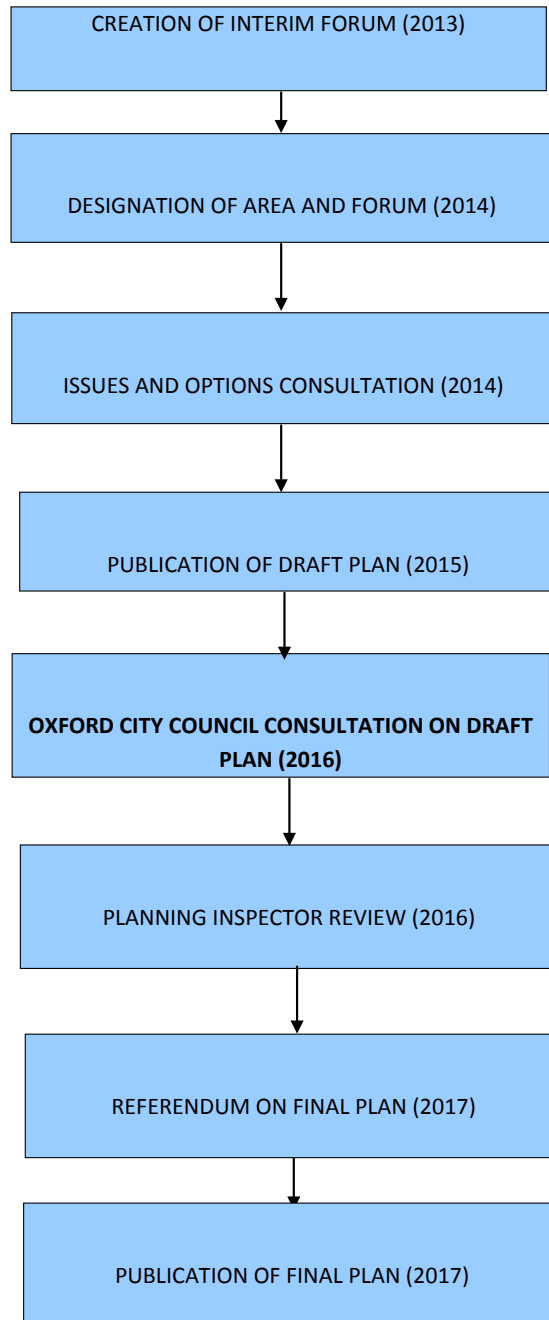 CREATION OF INTERIM FORUM (2013)
DESIGNATION OF AREA AND FORUM (2014)
ISSUES AND OPTIONS CONSULTATION (2014)
PUBLICATION OF DRAFT PLAN (2015)
OXFORD CITY COUNCIL CONSULTATION ON DRAFT
PLAN (2016)
PLANNING INSPECTOR REVIEW (2016)
REFERENDUM ON FINAL PLAN (2017)
PUBLICATION OF FINAL PLAN (2017)